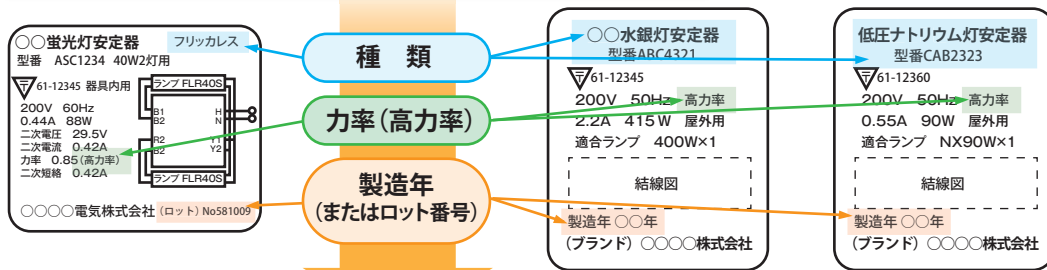 ○○蛍光灯安定器 フリッカレス
型番 ASC1234 40W2灯用
〒 61-12345 器具内用
200V 60Hz
0.44A 88W
二次電圧 29.5V
二次電流 0.42A
力率 0.85(高力率)
二次短絡 0.42A
ランプ FLR40S
B1
B2
H
N
R2
B2
Y1
Y2
ランプ FLR40S
○○○○電気株式会社 (ロット) No581009
種類
力率(高力率)
製造年
(またはロット番号)
○○水銀灯安定器
型番ABC4321
〒 61-12345
200V 50Hz 高力率
2.2A 415W 屋外用
適合ランプ 400W×1
結線図
製造年 ○○年
(ブランド) ○○○○株式会社
低圧ナトリウム灯安定器
型番CAB2323
〒 61-12360
200V 50Hz 高力率
0.55A 90W 屋外用
適合ランプ NX90W×1
結線図
製造年 ○○年
(ブランド) ○○○○株式会社